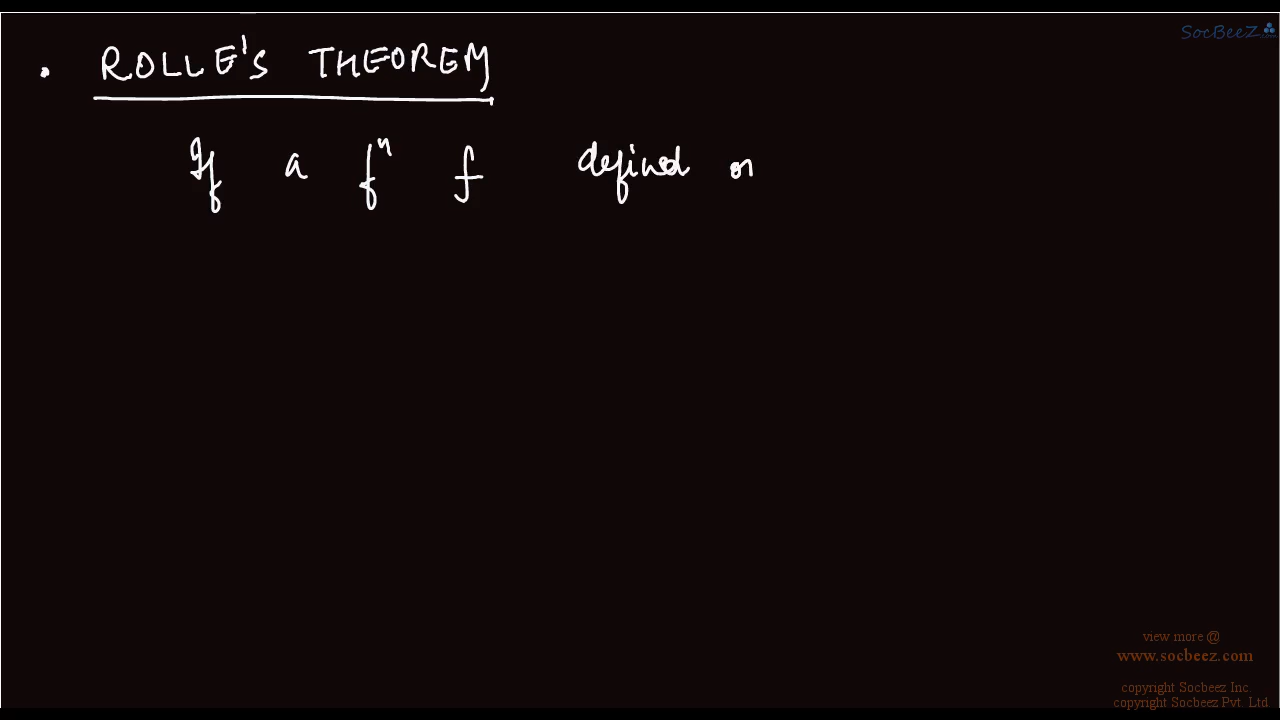 SocBeeZ.com
• ROLLE'S THEOREM
If a fⁿ f defined on
view more @
www.socbeez.com
copyright Socbeez Inc.
copyright Socbeez Pvt. Ltd.